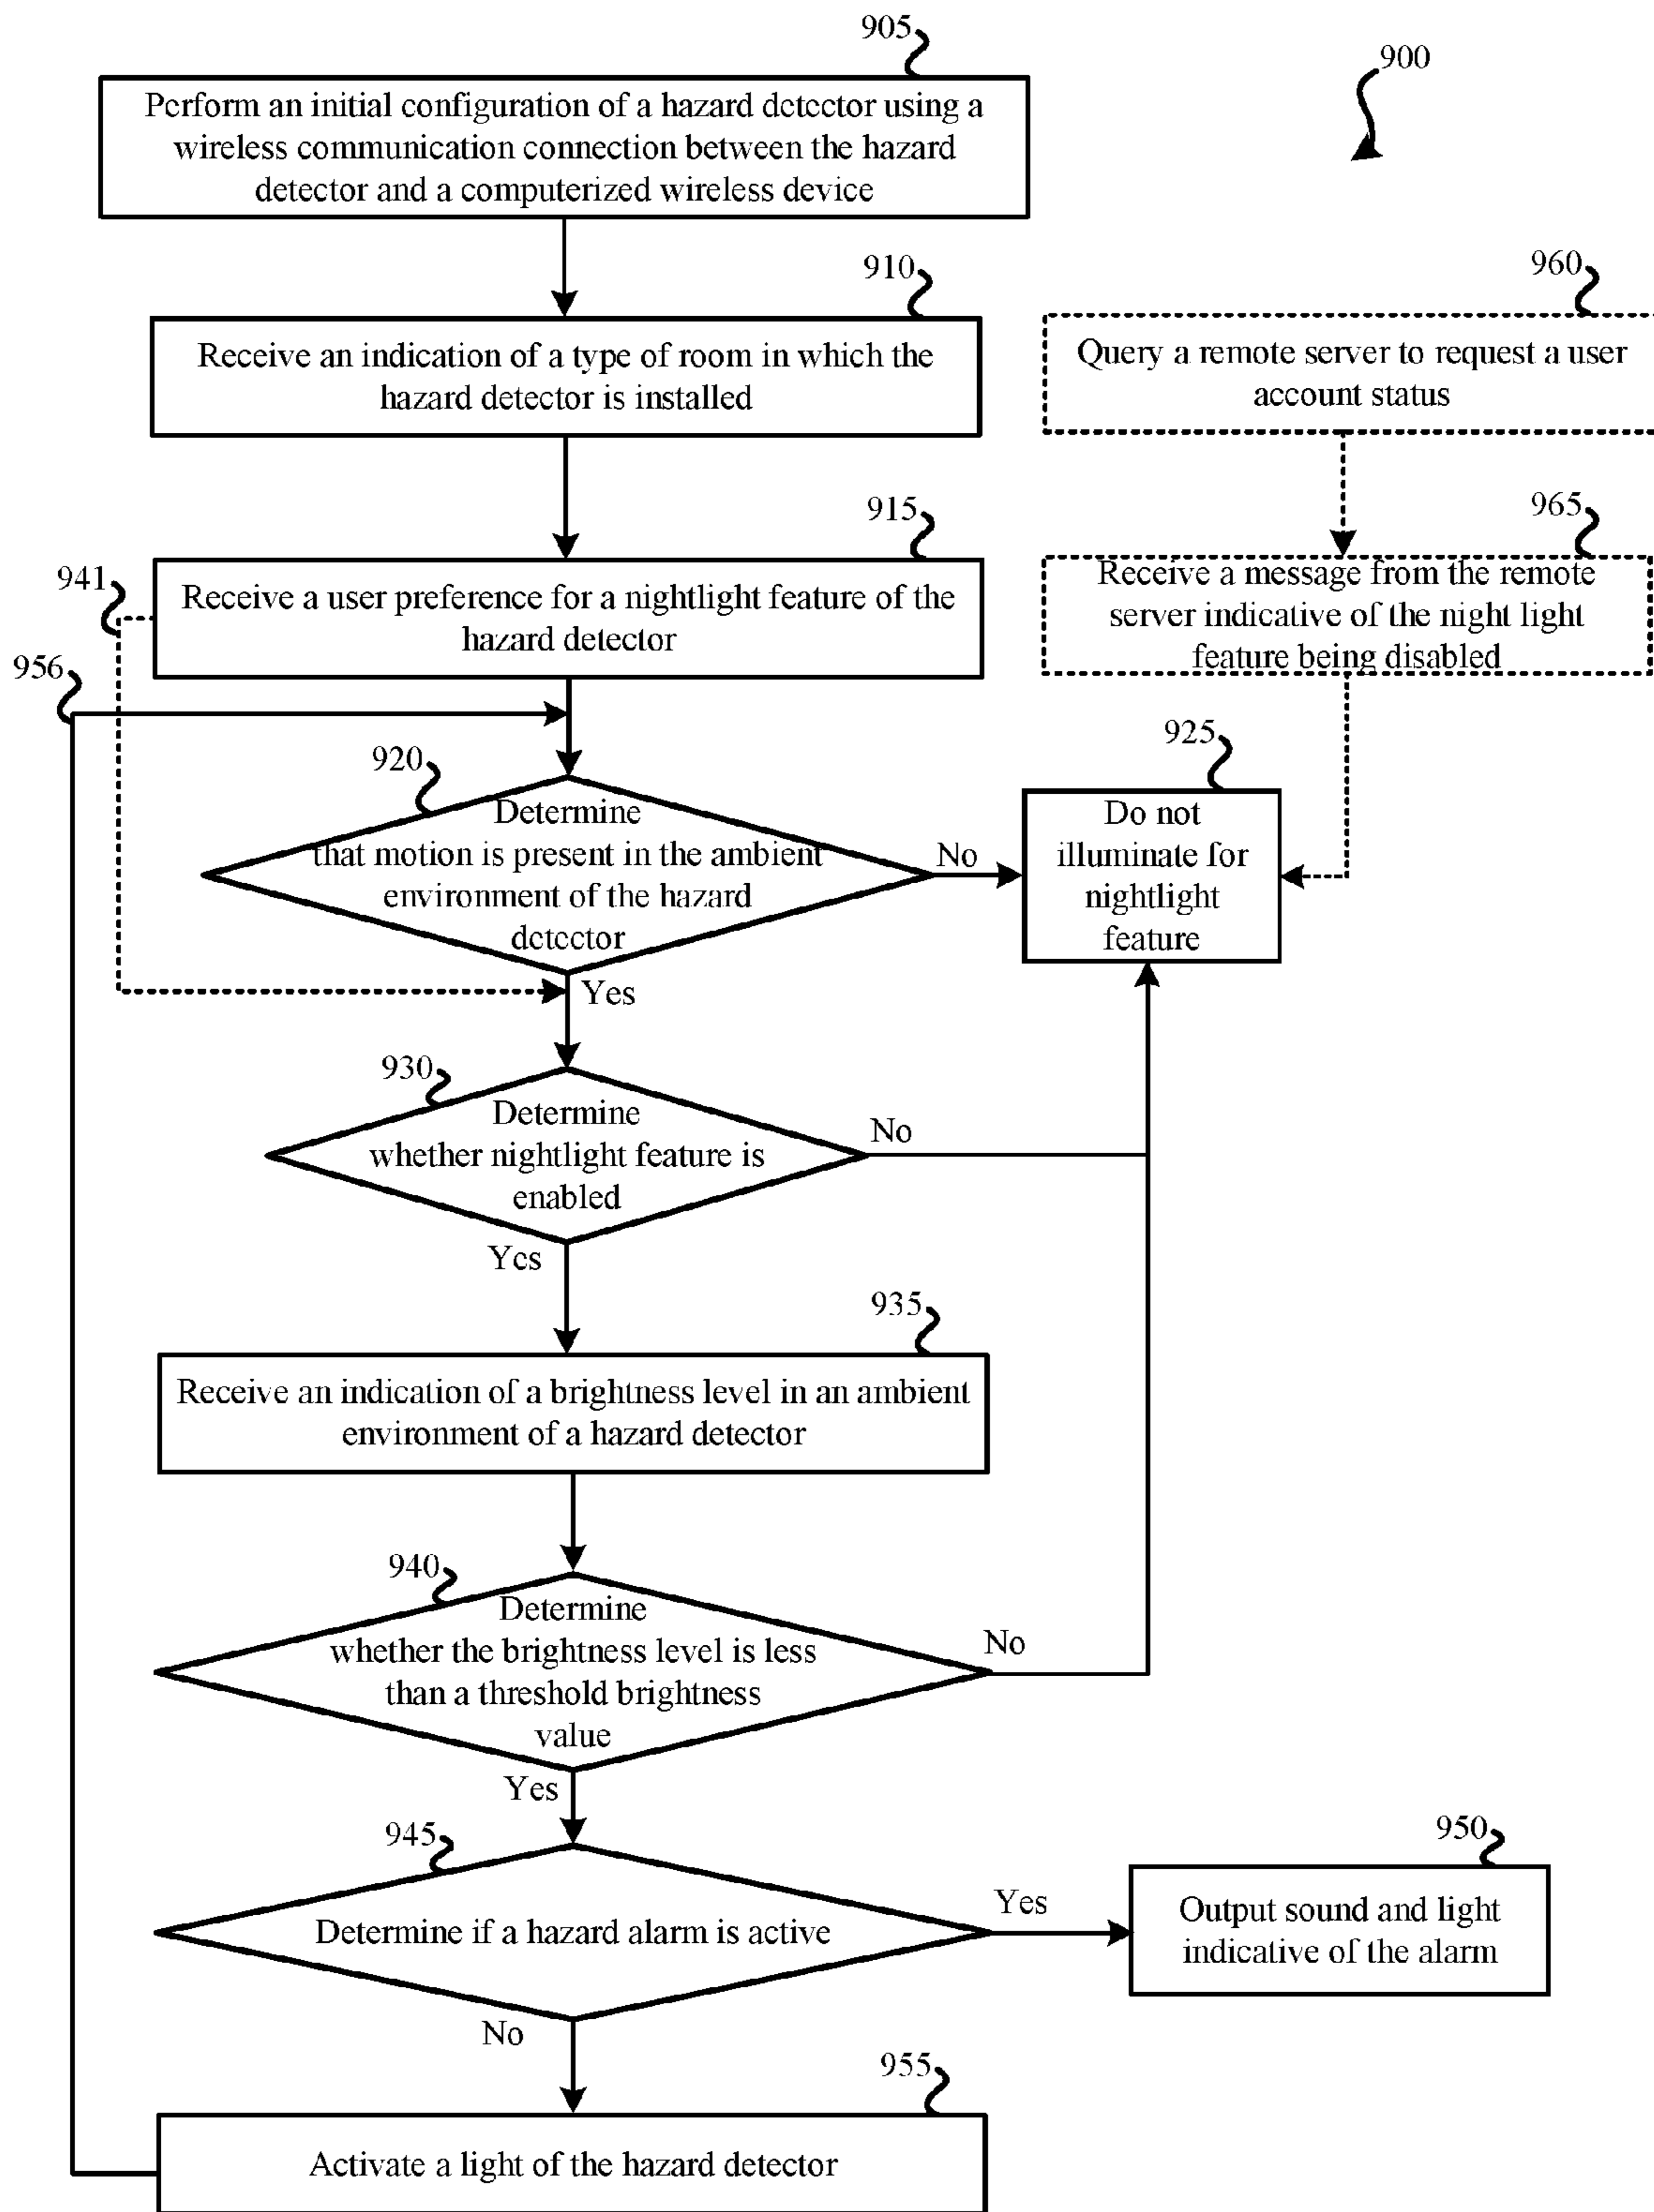 905
900
Perform an initial configuration of a hazard detector using a
wireless communication connection between the hazard
detector and a computerized wireless device
910
960
Receive an indication of a type of room in which the
hazard detector is installed
Query a remote server to request a user
account status
915
965
941
Receive a user preference for a nightlight feature of the
hazard detector
Receive a message from the remote
server indicative of the night light
feature being disabled
956
920
925
Determine
that motion is present in the ambient
environment of the hazard
detector
No
Do not
illuminate for
nightlight
feature
Yes
930
Determine
whether nightlight feature is
enabled
No
Yes
935
Receive an indication of a brightness level in an ambient
environment of a hazard detector
940
Determine
whether the brightness level is less
than a threshold brightness
value
No
Yes
945
950
Determine if a hazard alarm is active
Yes
Output sound and light
indicative of the alarm
No
955
Activate a light of the hazard detector